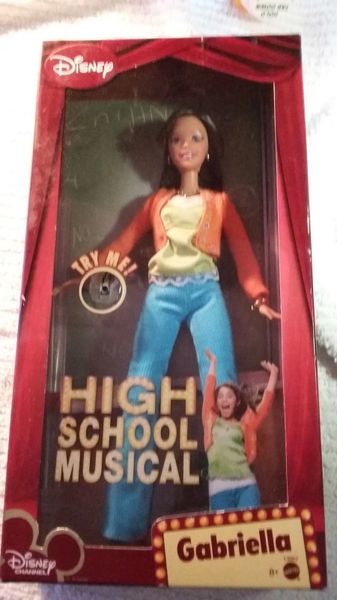 Disney
TRY ME!
HIGH
SCHOOL
MUSICAL
Disney
CHANNEL
Gabriella
8+